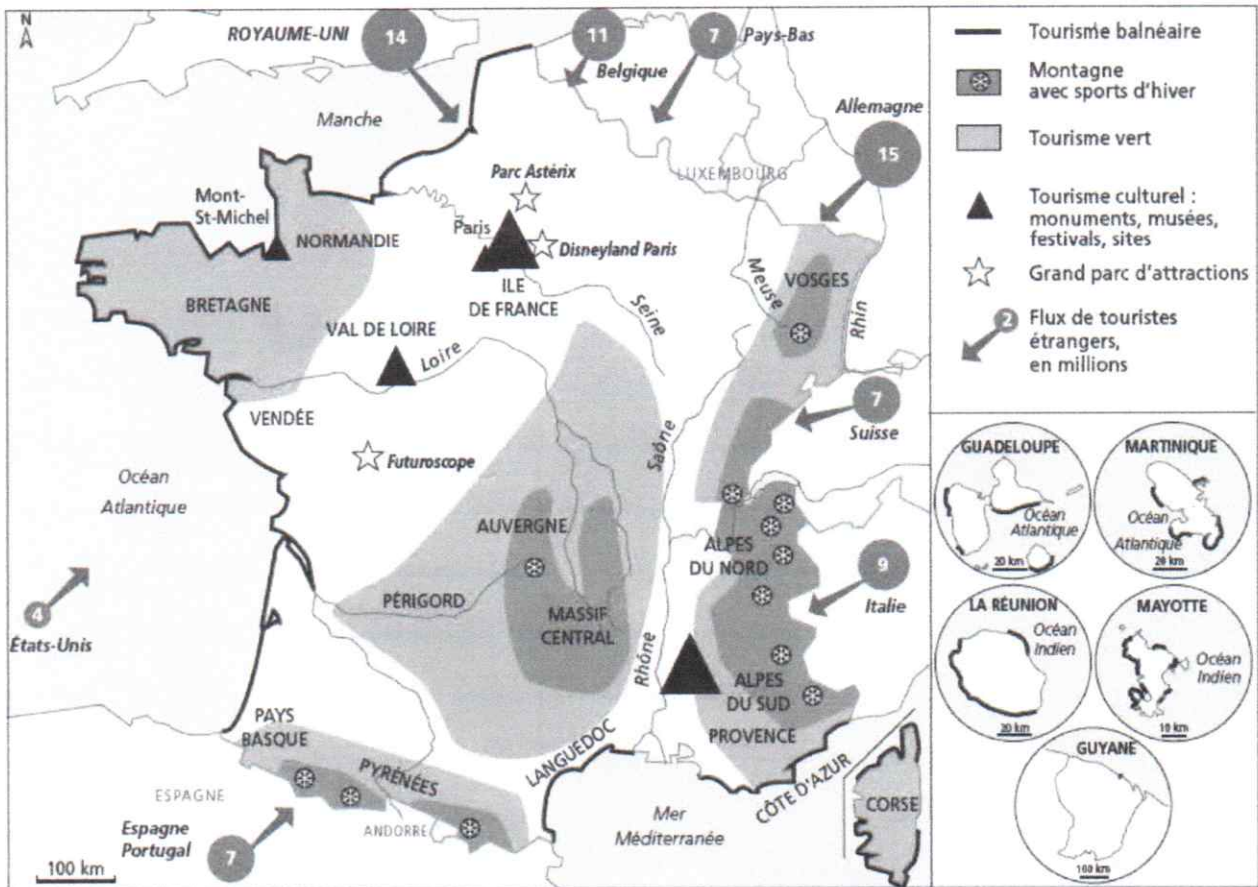 N
ROYAUME-UNI
14
11
Belgique
7
Pays-Bas
Manche
Allemagne
15
LUXEMBOURG
Parc Astérix
Mont-
St-Michel
NORMANDIE
Paris
Disneyland Paris
ILE
DE FRANCE
BRETAGNE
VAL DE LOIRE
Loire
Seine
Meuse
VOSGES
Rhin
VENDÉE
7
Suisse
Futuroscope
Saône
Océan
Atlantique
AUVERGNE
ALPES
DU NORD
PÉRIGORD
MASSIF
CENTRAL
9
Italie
4
États-Unis
Rhône
ALPES
DU SUD
PAYS
BASQUE
PROVENCE
LANGUEDOC
PYRÉNÉES
CÔTE D'AZUR
CORSE
ESPAGNE
ANDORRE
Mer
Méditerranée
Espagne
Portugal
7
100 km
Tourisme balnéaire
Montagne
avec sports d'hiver
Tourisme vert
Tourisme culturel :
monuments, musées,
festivals, sites
Grand parc d'attractions
2
Flux de touristes
étrangers,
en millions
GUADELOUPE
Océan
Atlantique
20 km
MARTINIQUE
Océan
Atlantique
20 km
LA RÉUNION
Océan
Indien
20 km
MAYOTTE
Océan
Indien
10 km
GUYANE
100 km